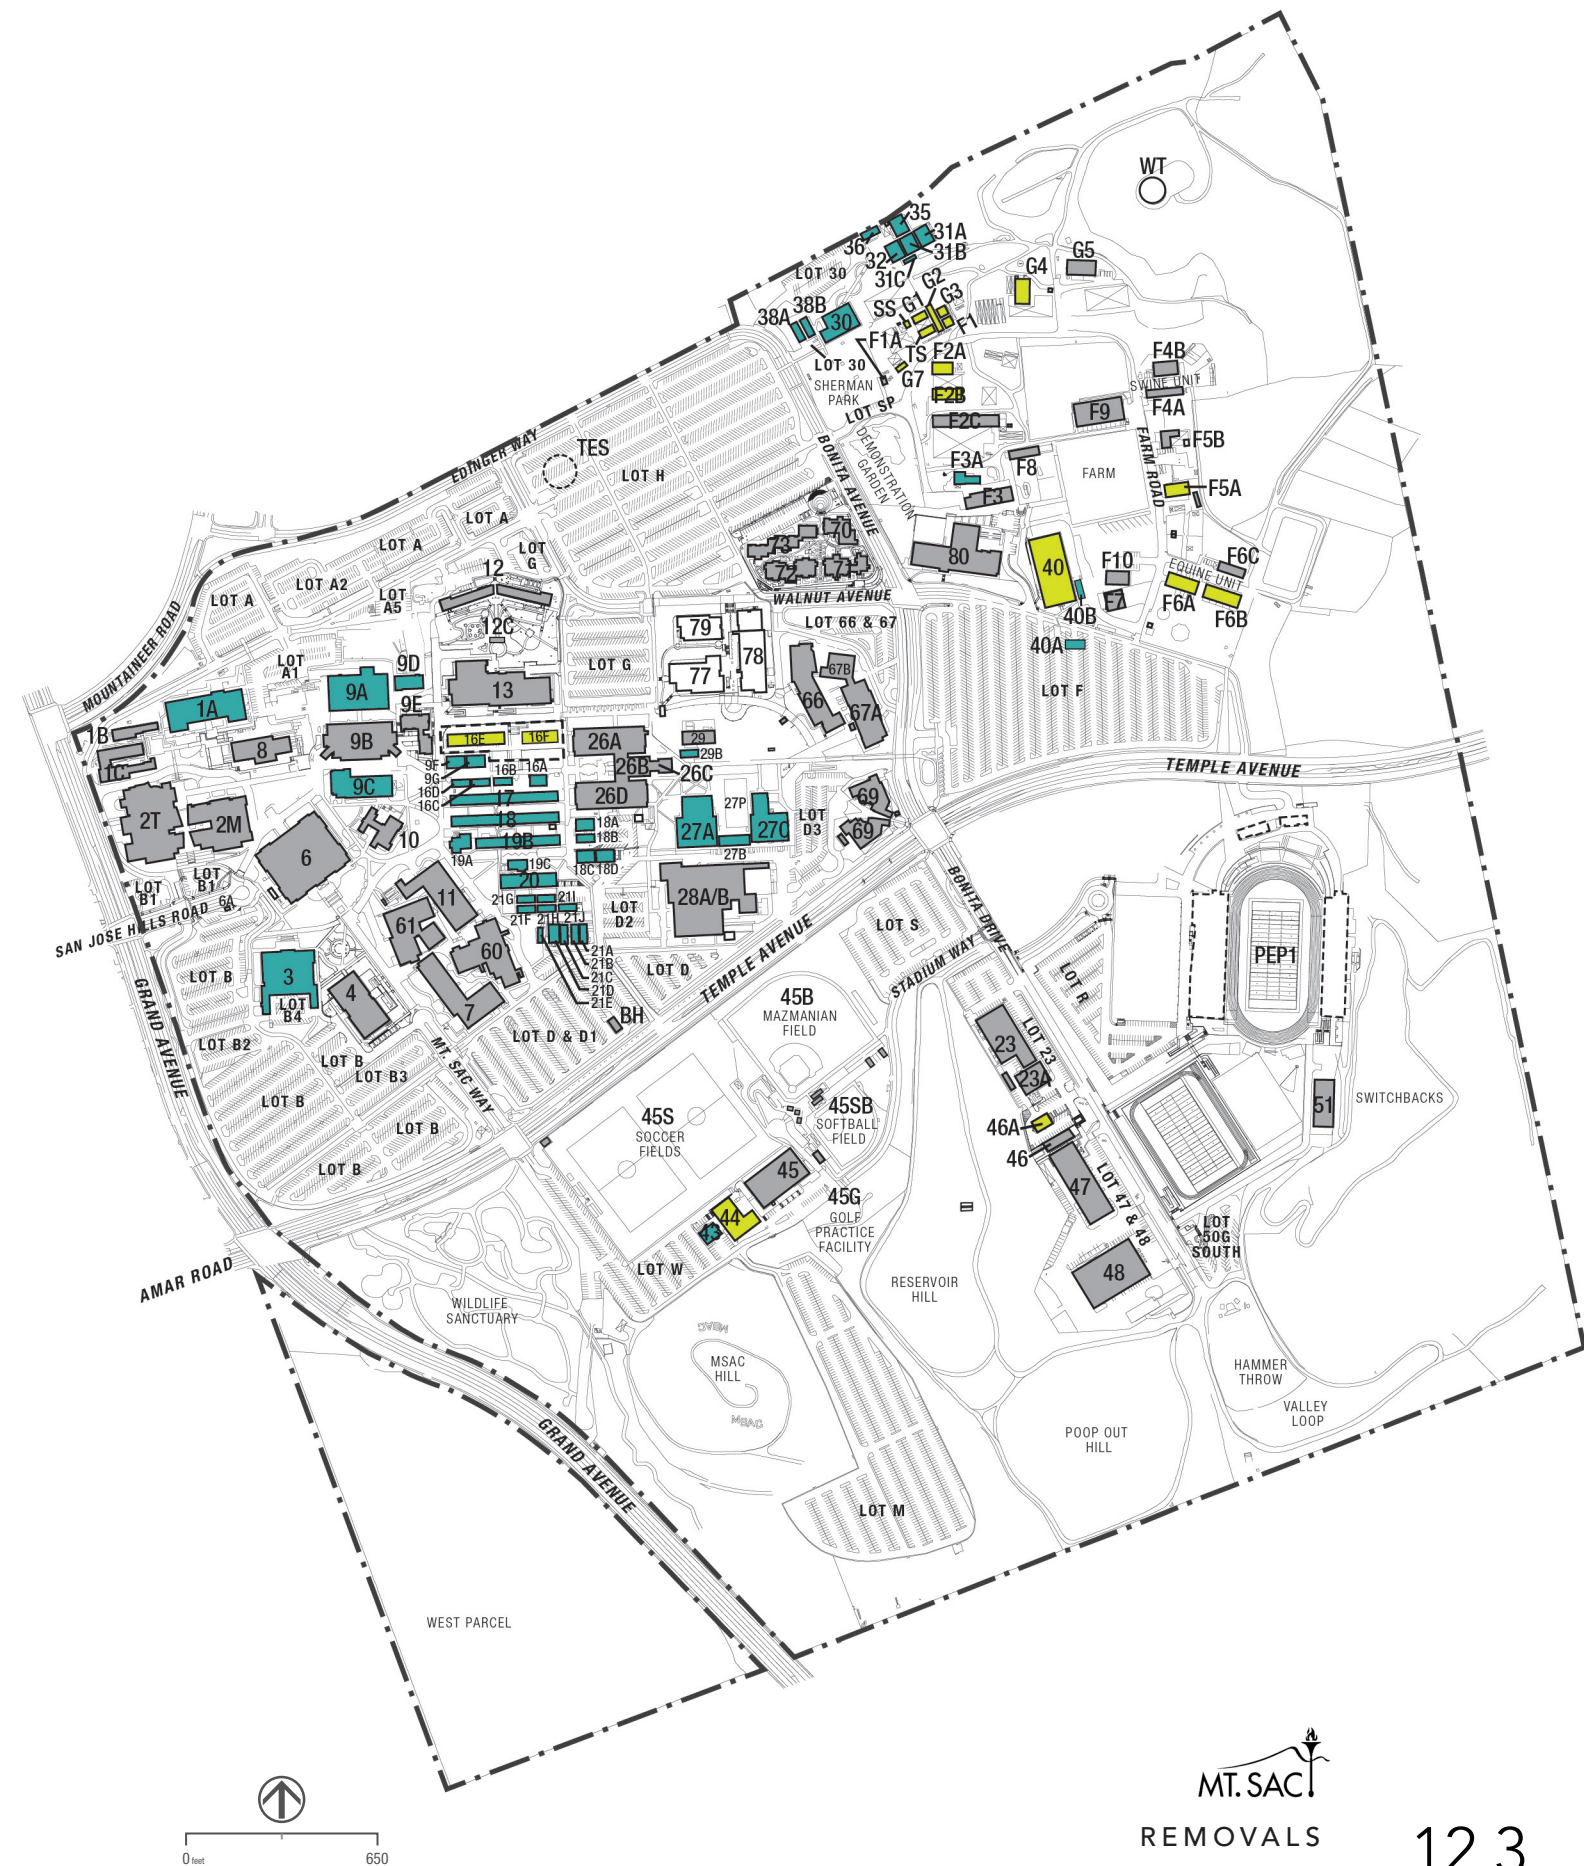 WT
35
36
31A
31B
32
31C
LOT 30
G5
G4
G2
G3
G1
SS
F1
TS
F1A
38B
38A
30
LOT 30
SHERMAN
PARK
G7
F2A
F2B
F2C
LOT SP
F4B
SWINE UNIT
F4A
F9
F5B
F5A
FARM ROAD
FARM
F8
F3A
F3
DEMONSTRATION
GARDEN
BONITA AVENUE
EDINGER WAY
TES
LOT H
LOT A
LOT A
LOT
G
LOT A2
LOT A
LOT
A5
12
12C
70
73
72
71
80
40
40B
40A
F10
F7
F6C
EQUINE UNIT
F6A
F6B
WALNUT AVENUE
LOT 66 & 67
79
78
77
LOT G
67B
66
67A
LOT F
MOUNTAINEER ROAD
LOT
A1
9D
9A
9E
13
1A
1B
1C
8
9B
9C
16E
16F
9F
9G
16B
16A
16D
16C
17
18
19B
19A
19C
20
26A
26B
26C
26D
29
29B
18A
18B
18C
18D
27P
27A
27B
27C
LOT
D3
69
69
TEMPLE AVENUE
2T
2M
6
10
11
61
60
7
28A/B
21G
21F
21H
21I
21J
21A
21B
21C
21D
21E
LOT
D2
LOT D
BH
LOT D & D1
TEMPLE AVENUE
LOT
B1
LOT
B1
6A
SAN JOSE HILLS ROAD
LOT B
3
LOT
B4
4
GRAND AVENUE
LOT B2
LOT B
LOT B3
LOT B
LOT B
LOT B
MT. SAC WAY
LOT S
BONITA DRIVE
STADIUM WAY
LOT R
PEP1
45B
MAZMANIAN
FIELD
23
LOT 23
23A
46A
46
47
LOT 47 & 48
48
51
SWITCHBACKS
LOT
50G
SOUTH
45S
SOCCER
FIELDS
45SB
SOFTBALL
FIELD
45
44
43
45G
GOLF
PRACTICE
FACILITY
LOT W
AMAR ROAD
WILDLIFE
SANCTUARY
RESERVOIR
HILL
MSAC
MSAC
HILL
MSAC
HAMMER
THROW
VALLEY
LOOP
POOP OUT
HILL
LOT M
GRAND AVENUE
WEST PARCEL
0 feet
650
MT. SAC
REMOVALS
12.3